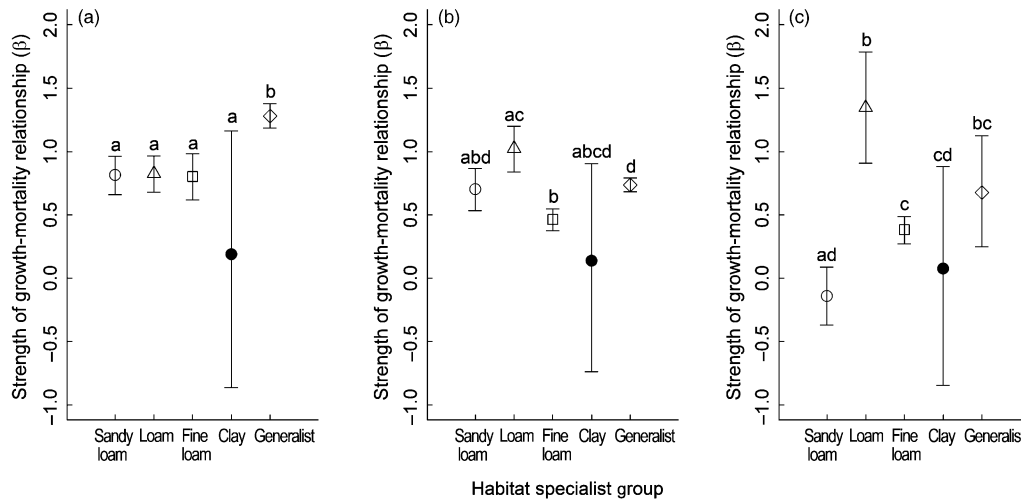 (a)
Strength of growth-mortality relationship (β)
2.0
1.5
1.0
0.5
0.0
−0.5
−1.0
a
a
a
a
b
Sandy loam
Loam
Fine loam
Clay
Generalist
(b)
Strength of growth-mortality relationship (β)
2.0
1.5
1.0
0.5
0.0
−0.5
−1.0
abd
ac
b
abcd
d
Sandy loam
Loam
Fine loam
Clay
Generalist
(c)
Strength of growth-mortality relationship (β)
2.0
1.5
1.0
0.5
0.0
−0.5
−1.0
ad
b
c
cd
bc
Sandy loam
Loam
Fine loam
Clay
Generalis
Habitat specialist group